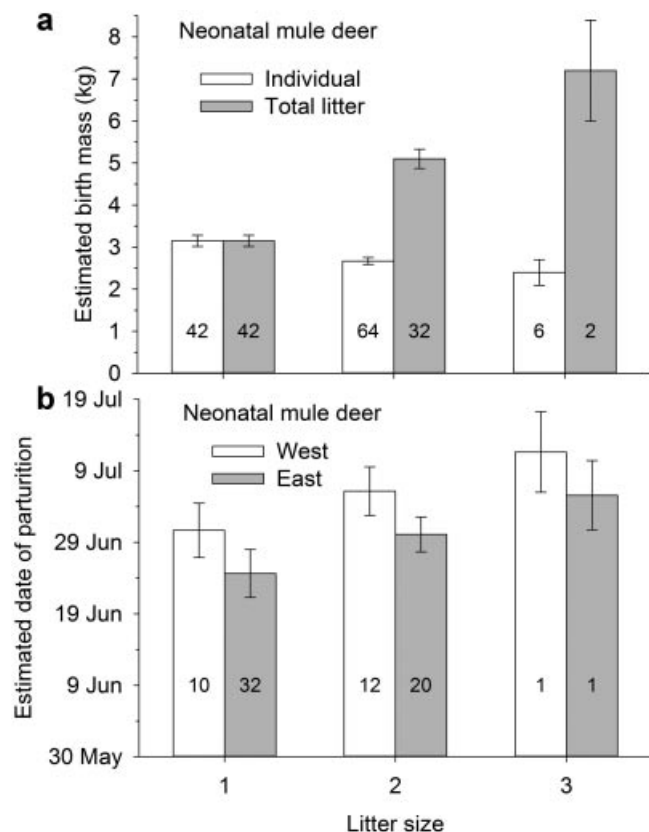 a
Neonatal mule deer
Individual
Total litter
Estimated birth mass (kg)
8
7
6
5
4
3
2
1
0
42 42 64 32 6 2
b
Neonatal mule deer
West
East
Estimated date of parturition
19 Jul
9 Jul
29 Jun
19 Jun
9 Jun
30 May
10 32 12 20 1 1
1 2 3
Litter size